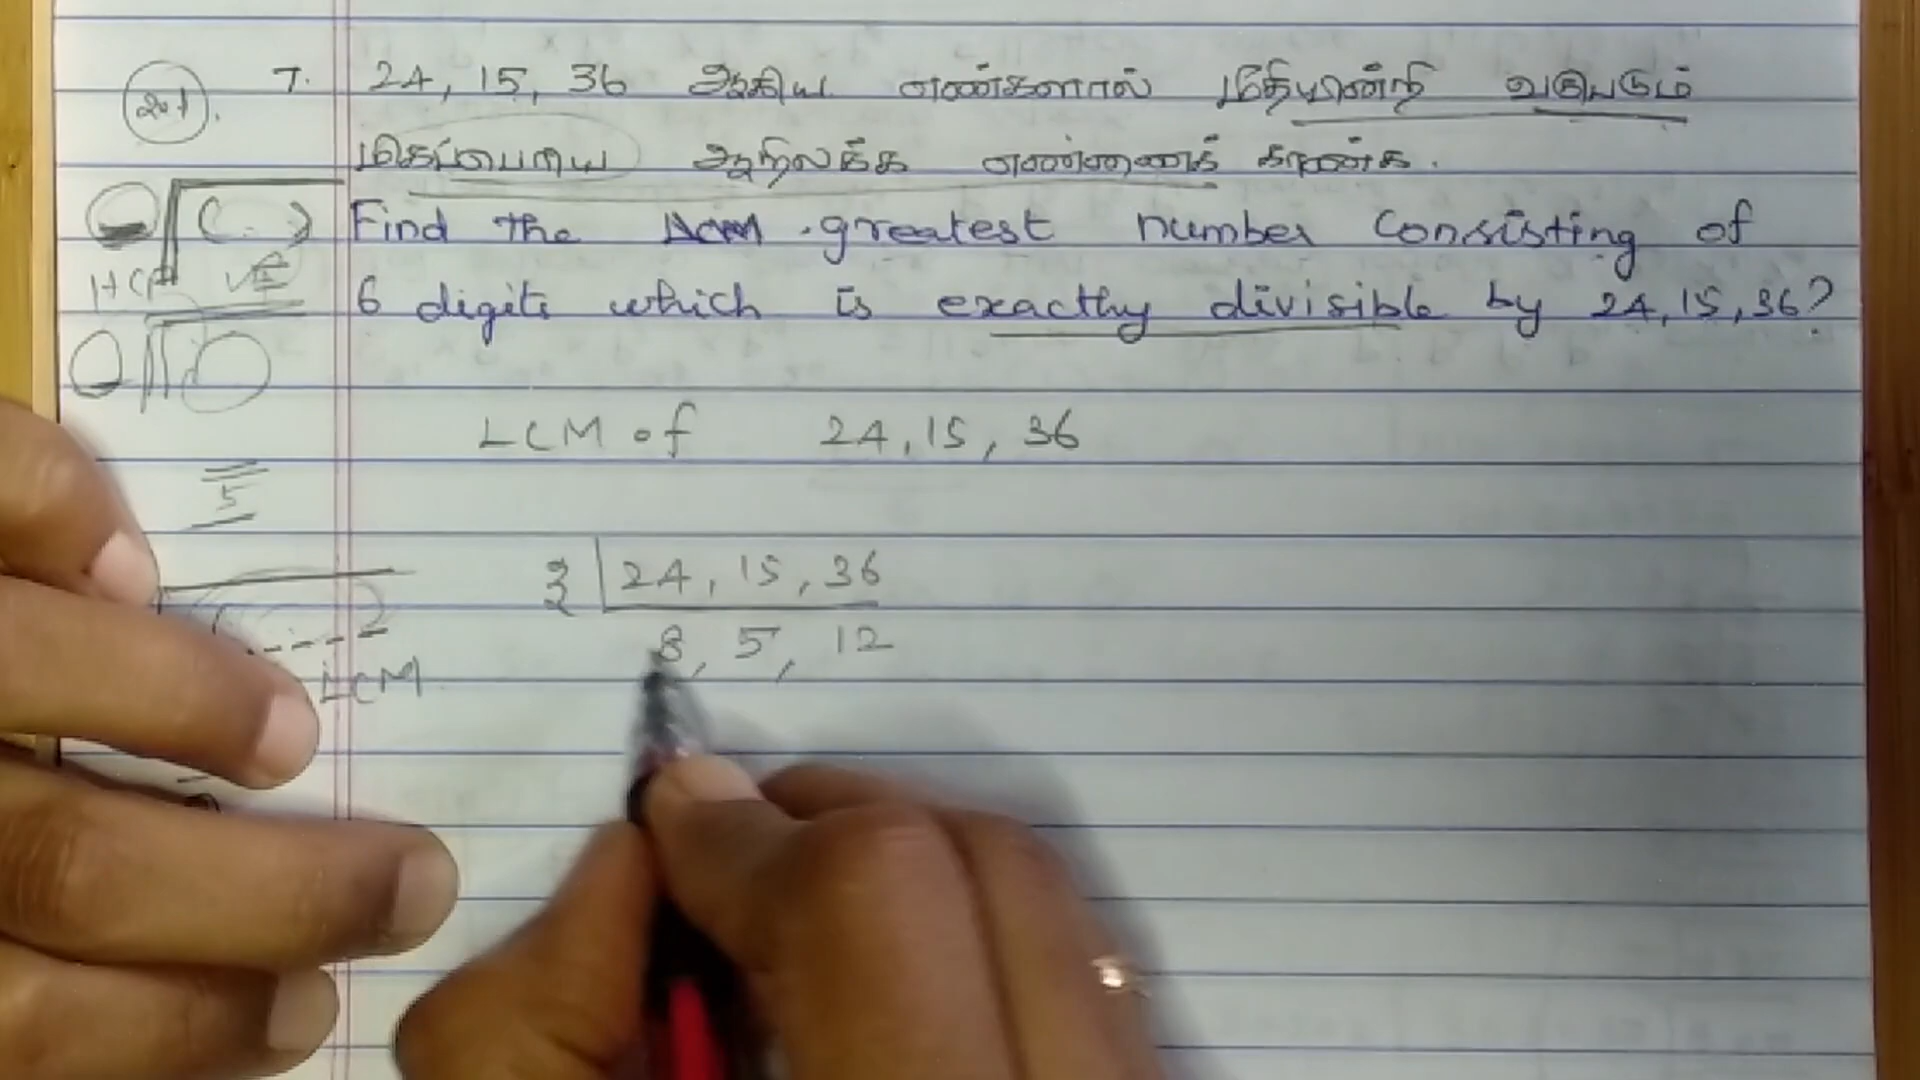 7. 24, 15, 36 ஆகிய எண்களால் மீதியின்றி வகுபடும்
மிகப்பெரிய ஆறிலக்க எண்ணைக் காண்க.
Find the greatest number consisting of
6 digits which is exacthy divisible by 24, 15, 36?
HCF
LCM of 24, 15, 36
5
3 24, 15, 36
8, 5, 12
LCM